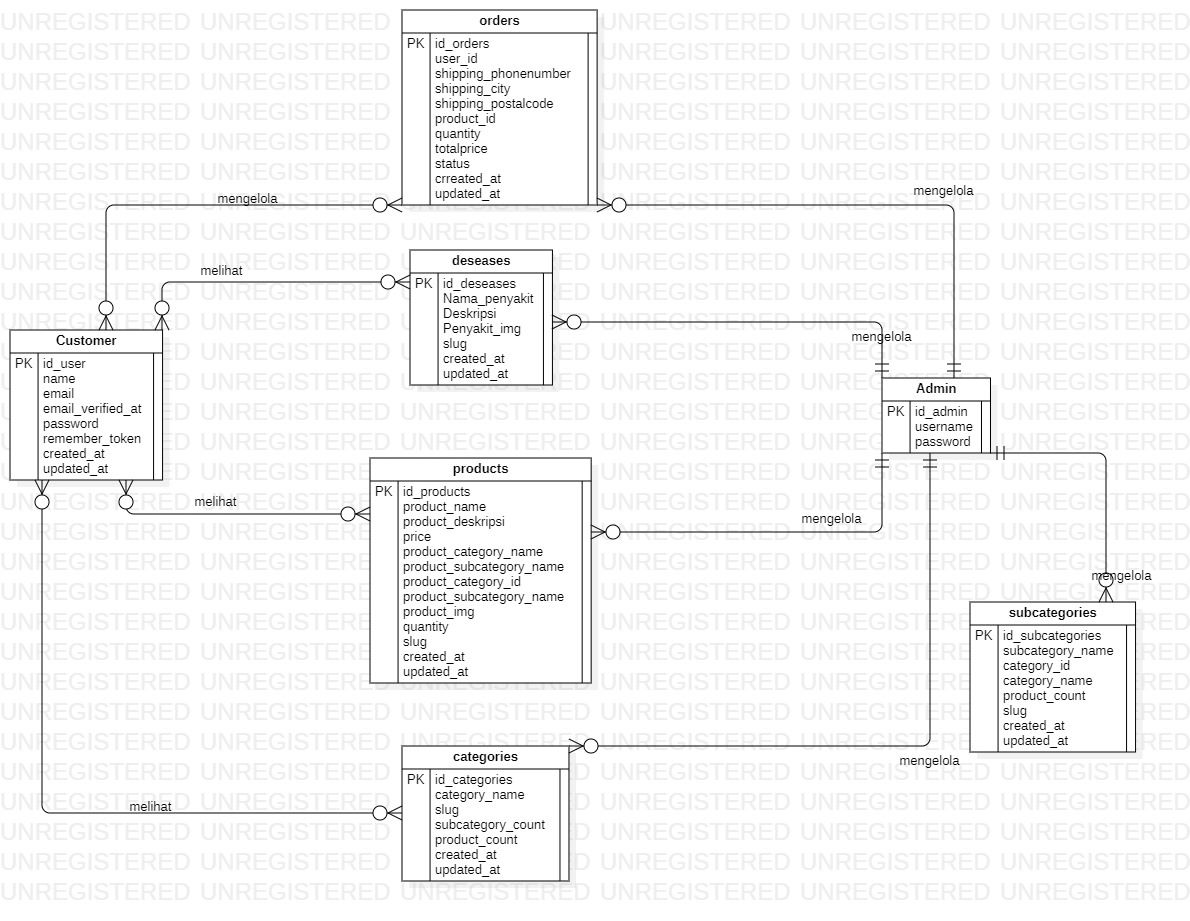 orders
PK id_orders
user_id
shipping_phonenumber
shipping_city
shipping_postalcode
product_id
quantity
totalprice
status
crreated_at
updated_at
mengelola
mengelola
melihat
deseases
PK id_deseases
Nama_penyakit
Deskripsi
Penyakit_img
slug
created_at
updated_at
mengelola
Customer
PK id_user
name
email
email_verified_at
password
remember_token
created_at
updated_at
Admin
PK id_admin
username
password
melihat
products
PK id_products
product_name
product_deskripsi
price
product_category_name
product_subcategory_name
product_category_id
product_subcategory_name
product_img
quantity
slug
created_at
updated_at
mengelola
mengelola
subcategories
PK id_subcategories
subcategory_name
category_id
category_name
product_count
slug
created_at
updated_at
mengelola
melihat
categories
PK id_categories
category_name
slug
subcategory_count
product_count
created_at
updated_at
UNREGISTERED